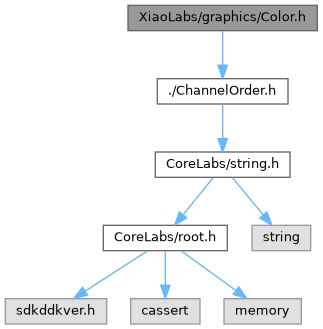 XiaoLabs/graphics/Color.h
./ChannelOrder.h
CoreLabs/string.h
CoreLabs/root.h
string
sdkddkver.h
cassert
memory